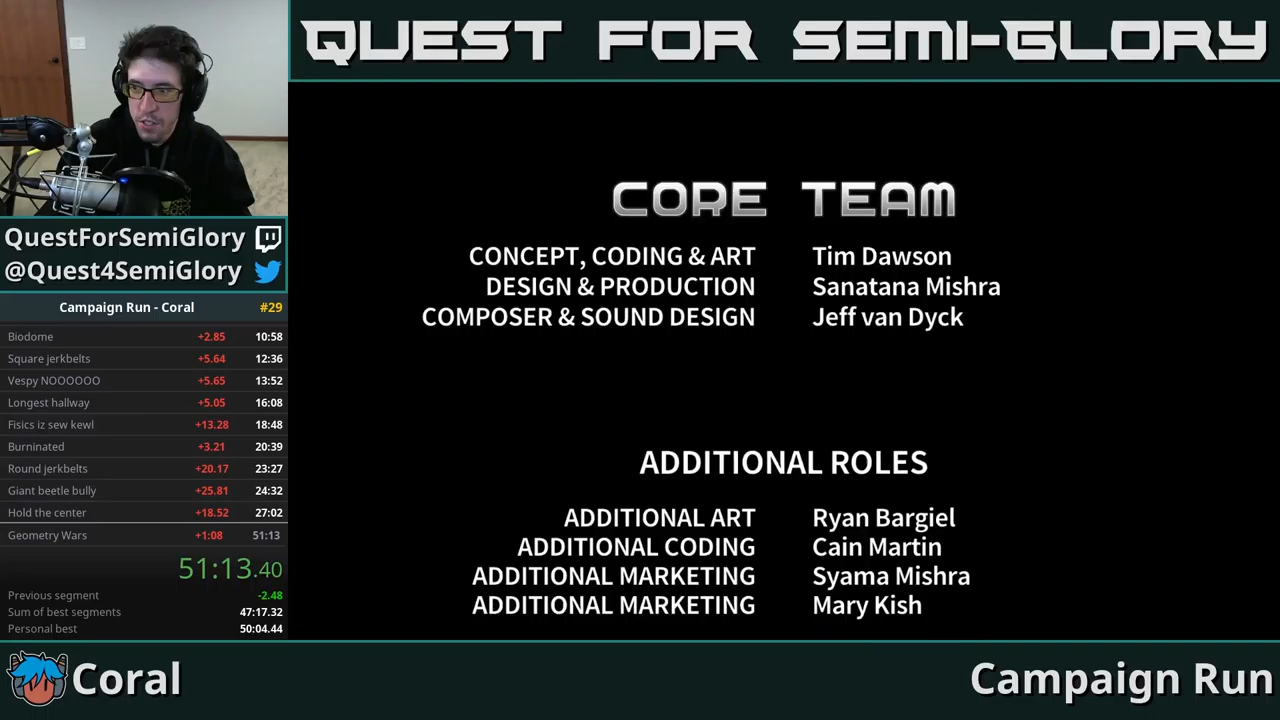 QUEST FOR SEMI-GLORY
QuestForSemiGlory
@Quest4SemiGlory
Campaign Run - Coral #29
Biodome +2.85 10:58
Square jerkbelts +5.64 12:36
Vespy NOOOOOO +5.65 13:52
Longest hallway +5.05 16:08
Fisics iz sew kewl +13.28 18:48
Burninated +3.21 20:39
Round jerkbelts +20.17 23:27
Giant beetle bully +25.81 24:32
Hold the center +18.52 27:02
Geometry Wars +1:08 51:13
51:13.40
Previous segment -2.48
Sum of best segments 47:17.32
Personal best 50:04.44
CORE TEAM
CONCEPT, CODING & ART Tim Dawson
DESIGN & PRODUCTION Sanatana Mishra
COMPOSER & SOUND DESIGN Jeff van Dyck
ADDITIONAL ROLES
ADDITIONAL ART Ryan Bargiel
ADDITIONAL CODING Cain Martin
ADDITIONAL MARKETING Syama Mishra
ADDITIONAL MARKETING Mary Kish
Coral
Campaign Run